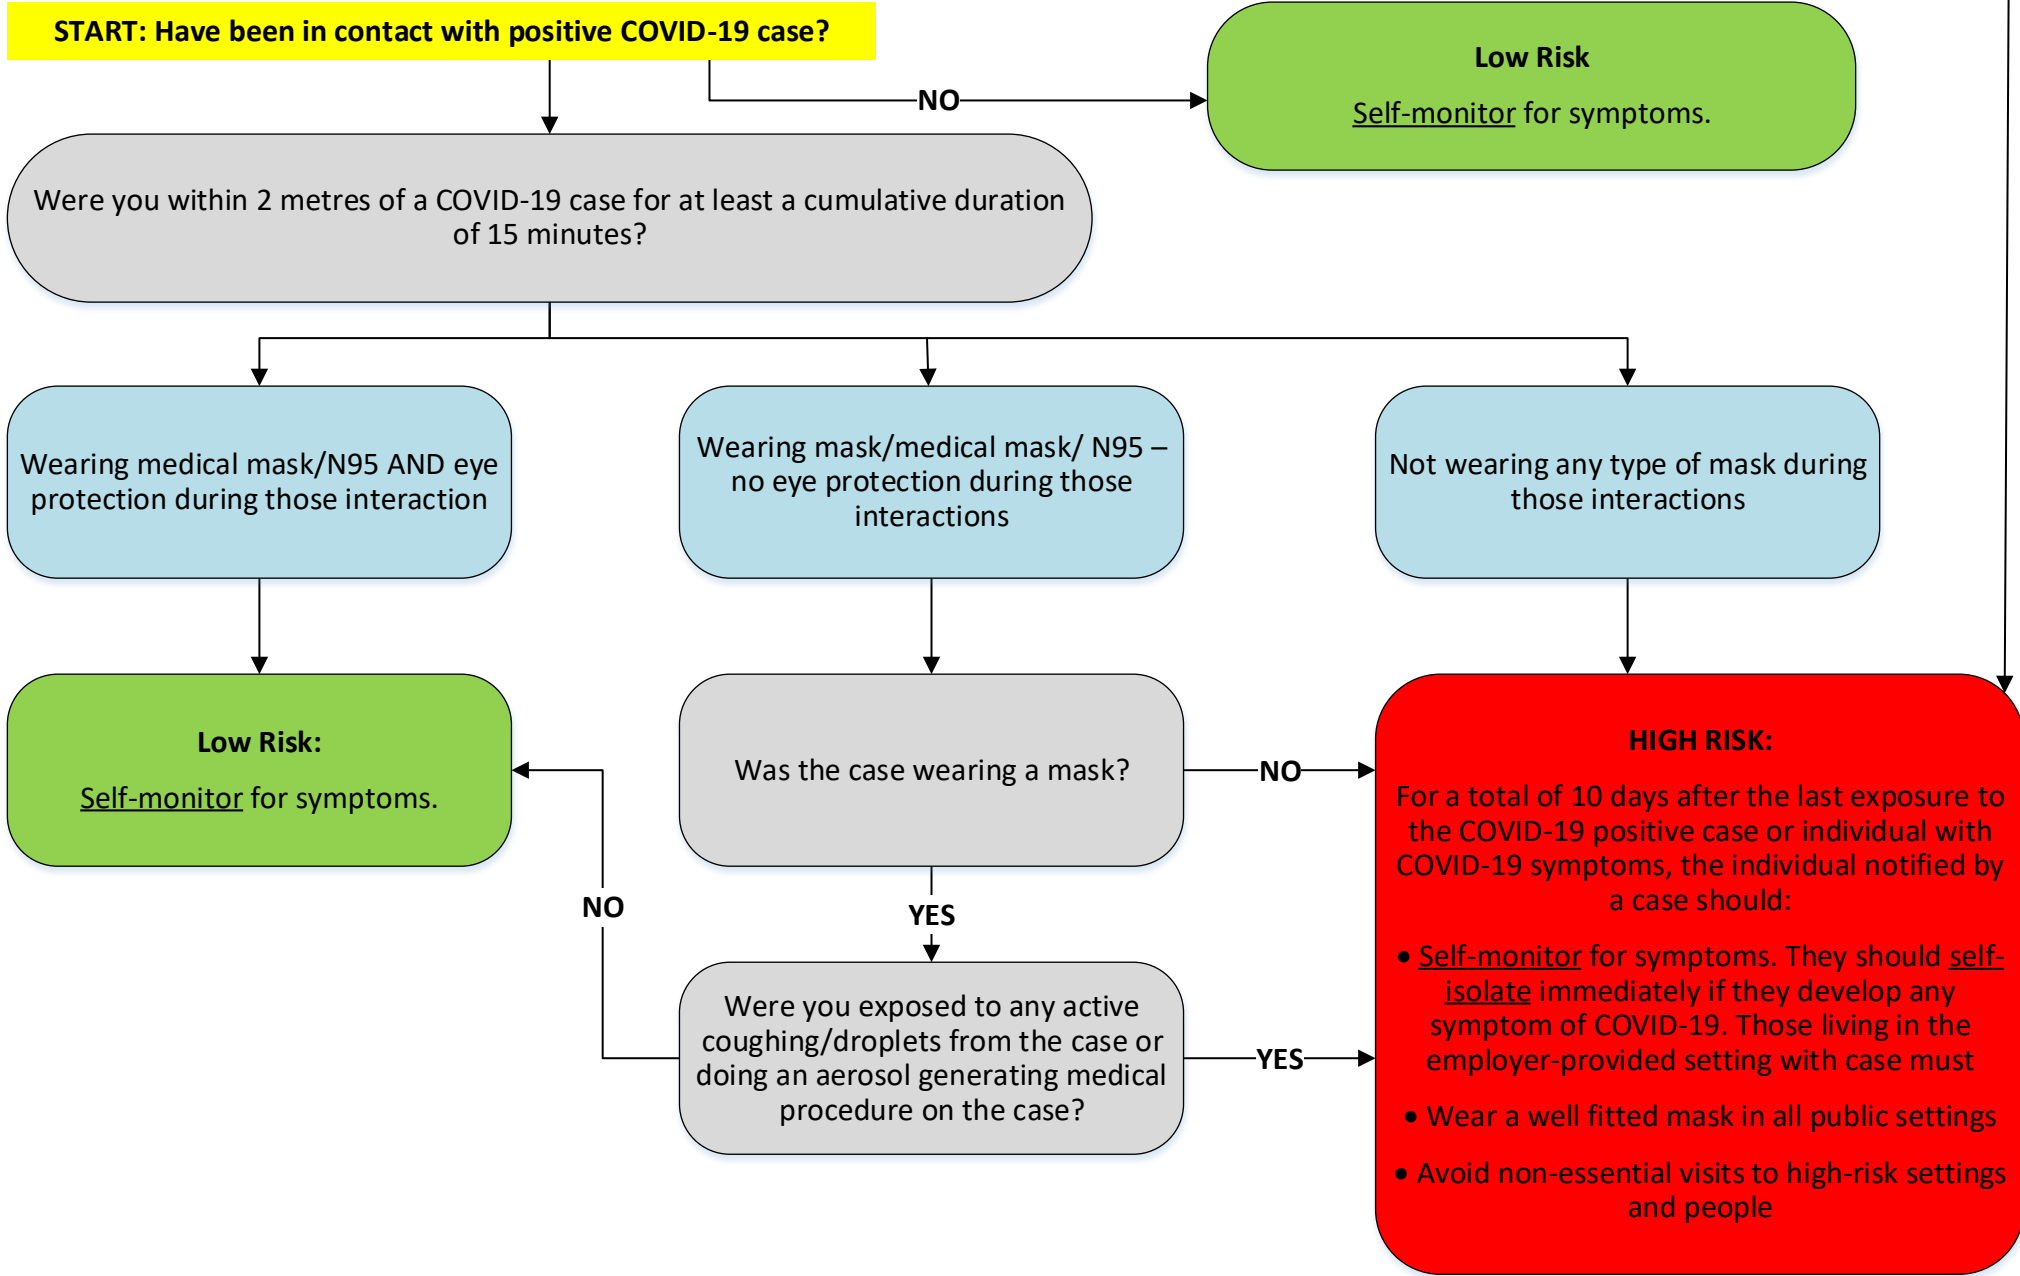 START: Have been in contact with positive COVID-19 case?
Low Risk
Self-monitor for symptoms.
NO
Were you within 2 metres of a COVID-19 case for at least a cumulative duration
of 15 minutes?
Wearing medical mask/N95 AND eye
protection during those interaction
Wearing mask/medical mask/ N95 –
no eye protection during those
interactions
Not wearing any type of mask during
those interactions
Low Risk:
Self-monitor for symptoms.
Was the case wearing a mask?
NO
YES
NO
Were you exposed to any active
coughing/droplets from the case or
doing an aerosol generating medical
procedure on the case?
YES
HIGH RISK:
For a total of 10 days after the last exposure to
the COVID-19 positive case or individual with
COVID-19 symptoms, the individual notified by
a case should:
• Self-monitor for symptoms. They should self-
isolate immediately if they develop any
symptom of COVID-19. Those living in the
employer-provided setting with case must
• Wear a well fitted mask in all public settings
• Avoid non-essential visits to high-risk settings
and people